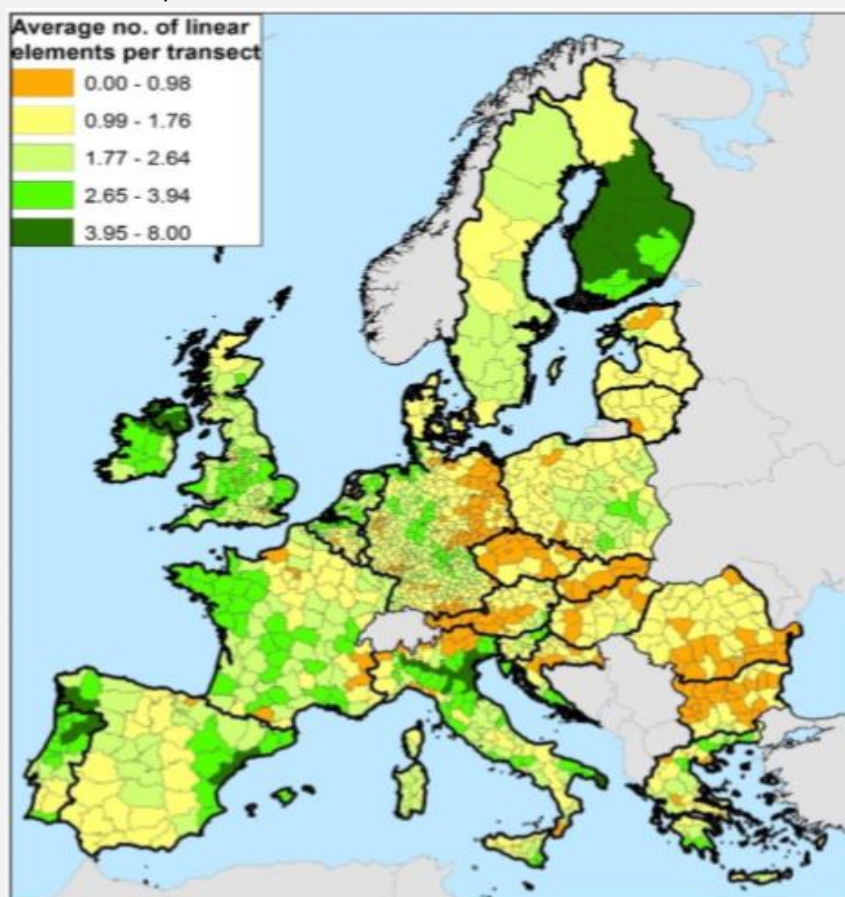 Average no. of linear
elements per transect
0.00 - 0.98
0.99 - 1.76
1.77 - 2.64
2.65 - 3.94
3.95 - 8.00